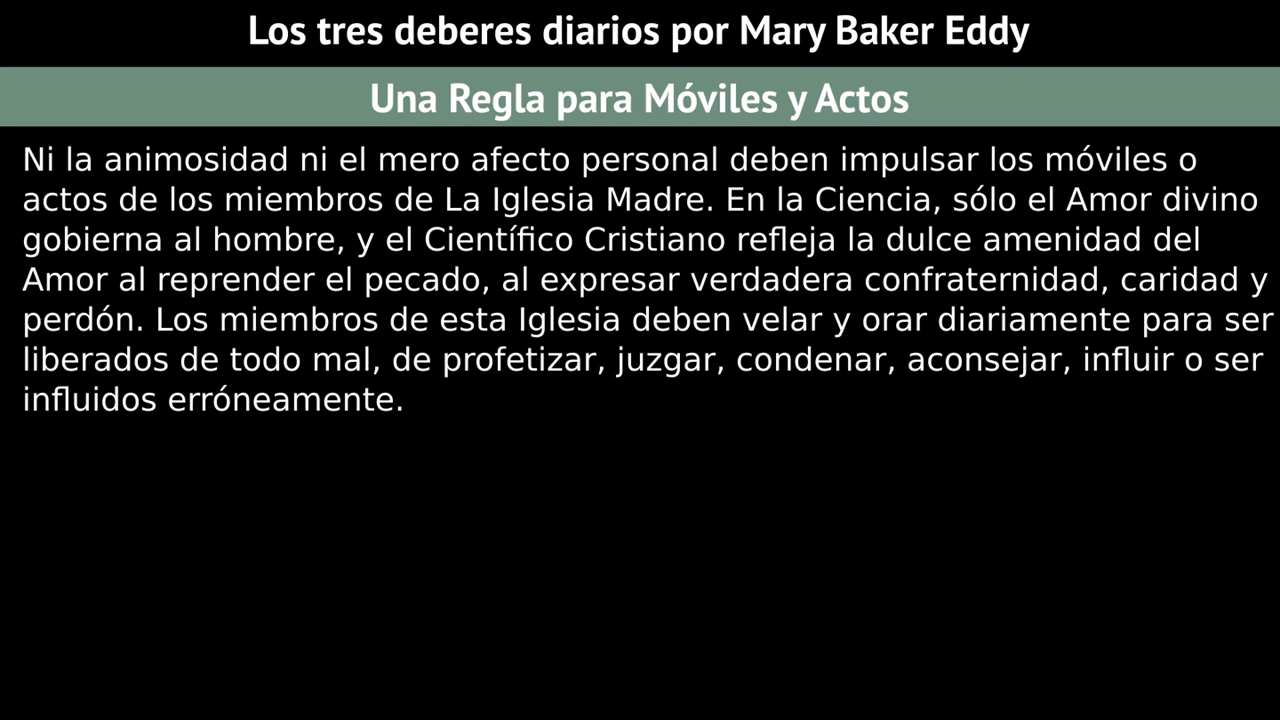 Los tres deberes diarios por Mary Baker Eddy
Una Regla para Móviles y Actos
Ni la animosidad ni el mero afecto personal deben impulsar los móviles o
actos de los miembros de La Iglesia Madre. En la Ciencia, sólo el Amor divino
gobierna al hombre, y el Científico Cristiano refleja la dulce amenidad del
Amor al reprender el pecado, al expresar verdadera confraternidad, caridad y
perdón. Los miembros de esta Iglesia deben velar y orar diariamente para ser
liberados de todo mal, de profetizar, juzgar, condenar, aconsejar, influir o ser
influidos erróneamente.